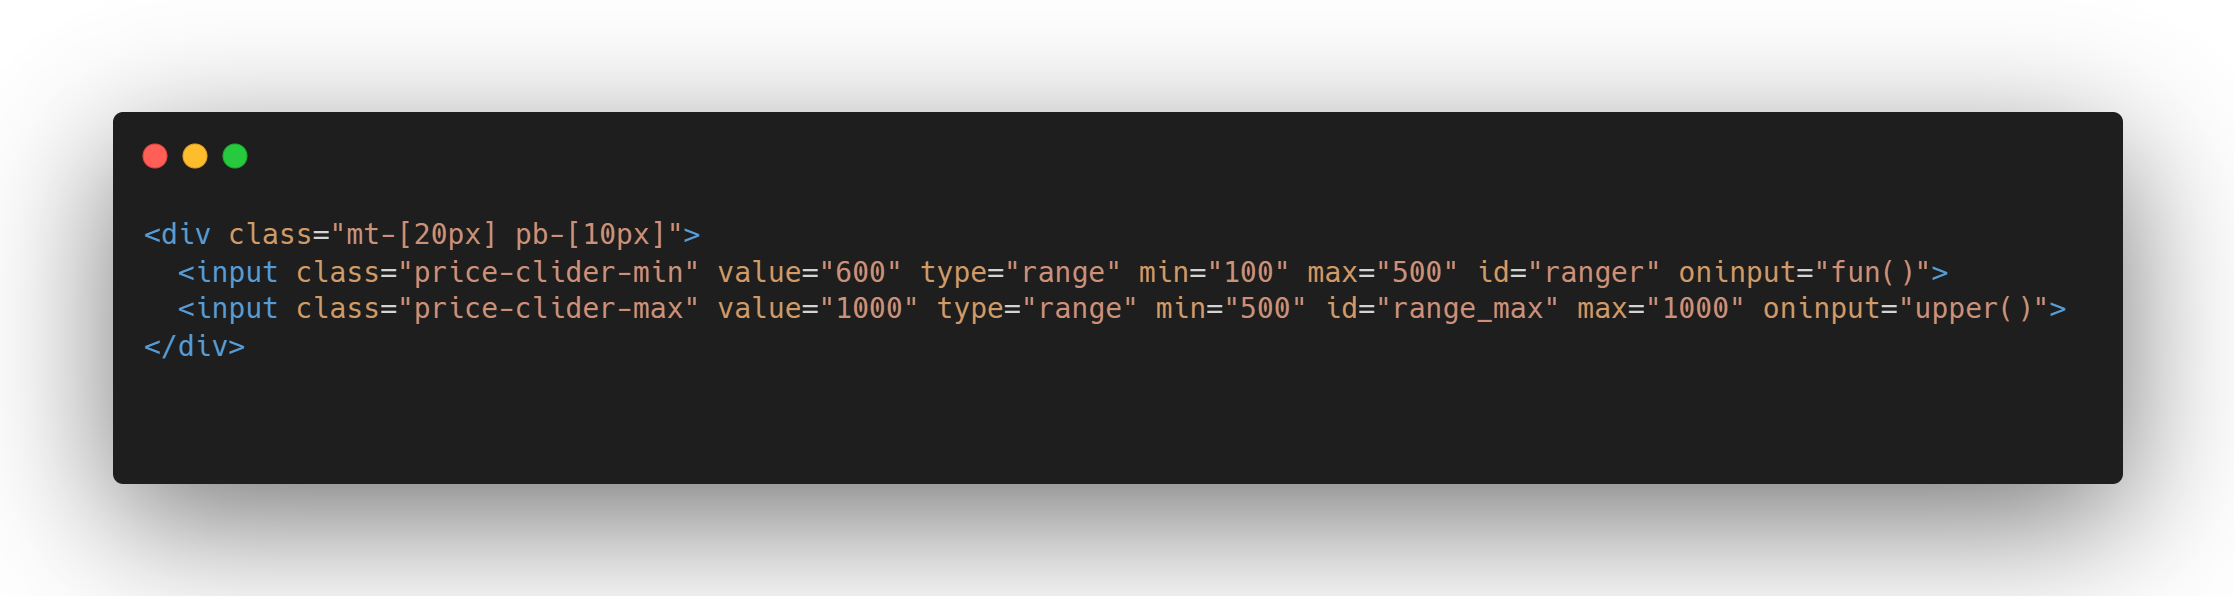 <div class="mt-[20px] pb-[10px]">
  <input class="price-clider-min" value="600" type="range" min="100" max="500" id="ranger" oninput="fun()">
  <input class="price-clider-max" value="1000" type="range" min="500" id="range_max" max="1000" oninput="upper()">
</div>